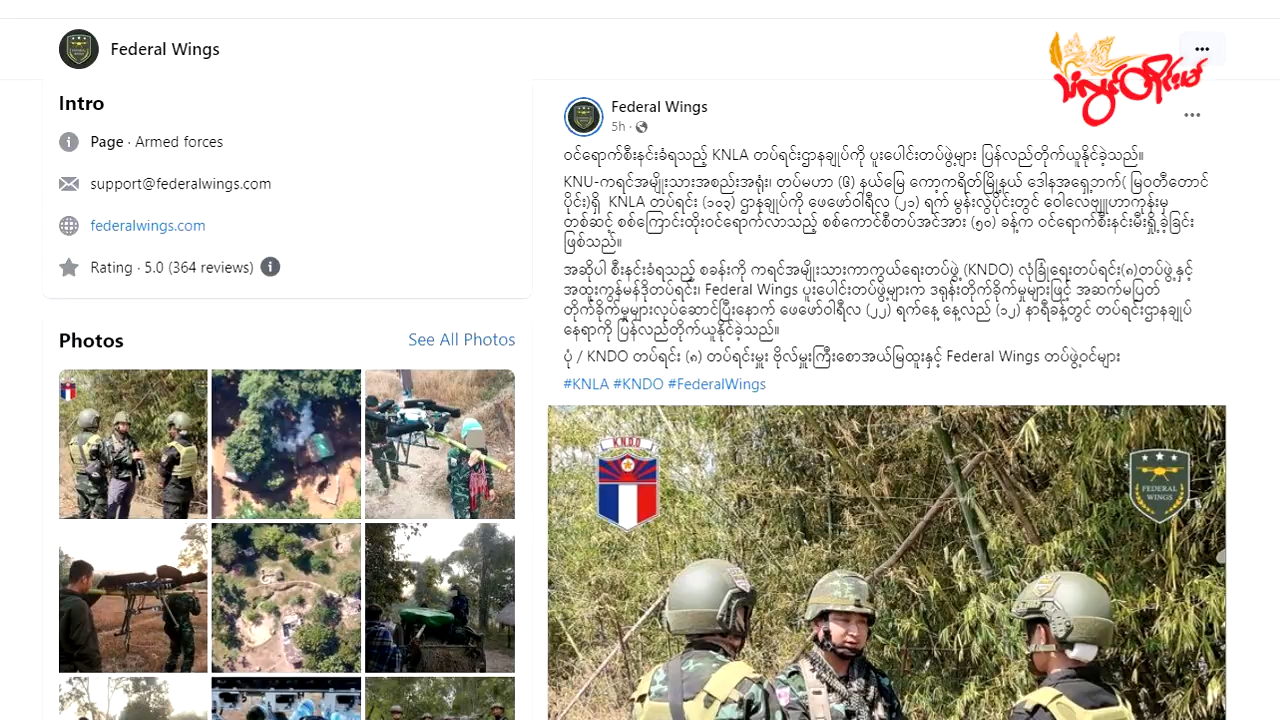 Federal Wings
ပုံလွှင့်တိုင်းမ်
Intro
Page · Armed forces
support@federalwings.com
federalwings.com
Rating · 5.0 (364 reviews)
Photos
See All Photos
Federal Wings
5h ·
ဝင်ရောက်စီးနင်းခံရသည့် KNLA တပ်ရင်းဌာနချုပ်ကို ပူးပေါင်းတပ်ဖွဲ့များ ပြန်လည်တိုက်ယူနိုင်ခဲ့သည်။
KNU-ကရင်အမျိုးသားအစည်းအရုံး၊ တပ်မဟာ (၆) နယ်မြေ ကော့ကရိတ်မြို့နယ် ဒေါနအရှေ့ဘက်( မြဝတီတောင်
ပိုင်း)ရှိ KNLA တပ်ရင်း (၁၀၃) ဌာနချုပ်ကို ဖေဖော်ဝါရီလ (၂၁) ရက် မွန်းလွဲပိုင်းတွင် ဝေါလေဗျူဟာကုန်းမှ
တစ်ဆင့် စစ်ကြောင်းထိုးဝင်ရောက်လာသည့် စစ်ကောင်စီတပ်အင်အား (၅၀) ခန့်က ဝင်ရောက်စီးနင်းမီးရှို့ခဲ့ခြင်း
ဖြစ်သည်။
အဆိုပါ စီးနင်းခံရသည့် စခန်းကို ကရင်အမျိုးသားကာကွယ်ရေးတပ်ဖွဲ့ (KNDO) လုံခြုံရေးတပ်ရင်း(၈)တပ်ဖွဲ့နှင့်
အထူးကွန်မန်ဒိုတပ်ရင်း၊ Federal Wings ပူးပေါင်းတပ်ဖွဲ့များက ဒရုန်းတိုက်ခိုက်မှုများဖြင့် အဆက်မပြတ်
တိုက်ခိုက်မှုများလုပ်ဆောင်ပြီးနောက် ဖေဖော်ဝါရီလ (၂၂) ရက်နေ့ နေ့လည် (၁၂) နာရီခန့်တွင် တပ်ရင်းဌာနချုပ်
နေရာကို ပြန်လည်တိုက်ယူနိုင်ခဲ့သည်။
ပုံ / KNDO တပ်ရင်း (၈) တပ်ရင်းမှူး ဗိုလ်မှူးကြီးစောအယ်မြထူးနှင့် Federal Wings တပ်ဖွဲ့ဝင်များ
#KNLA #KNDO #FederalWings
K.N.D.O
FEDERAL
WINGS